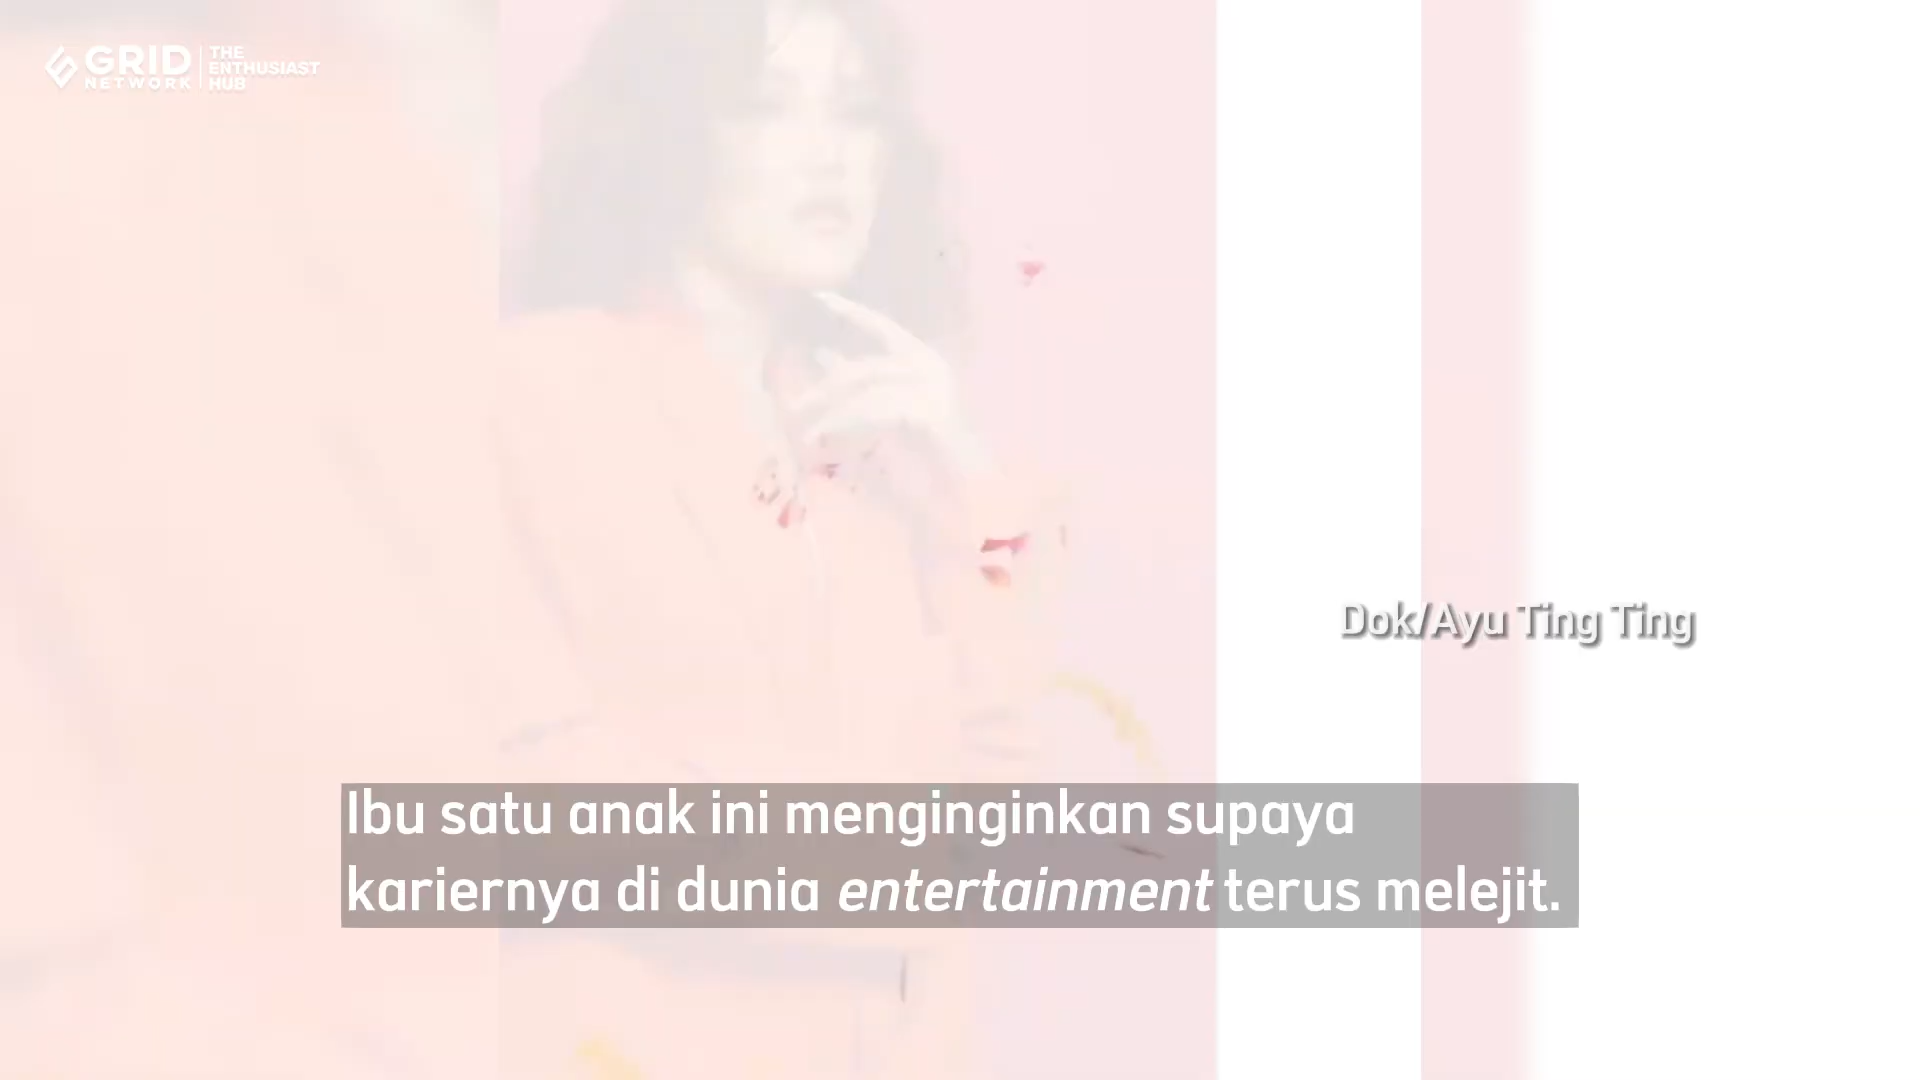 GRID
NETWORK
THE
ENTHUSIAST
HUB
Dok/Ayu Ting Ting
Ibu satu anak ini menginginkan supaya
kariernya di dunia entertainment terus melejit.